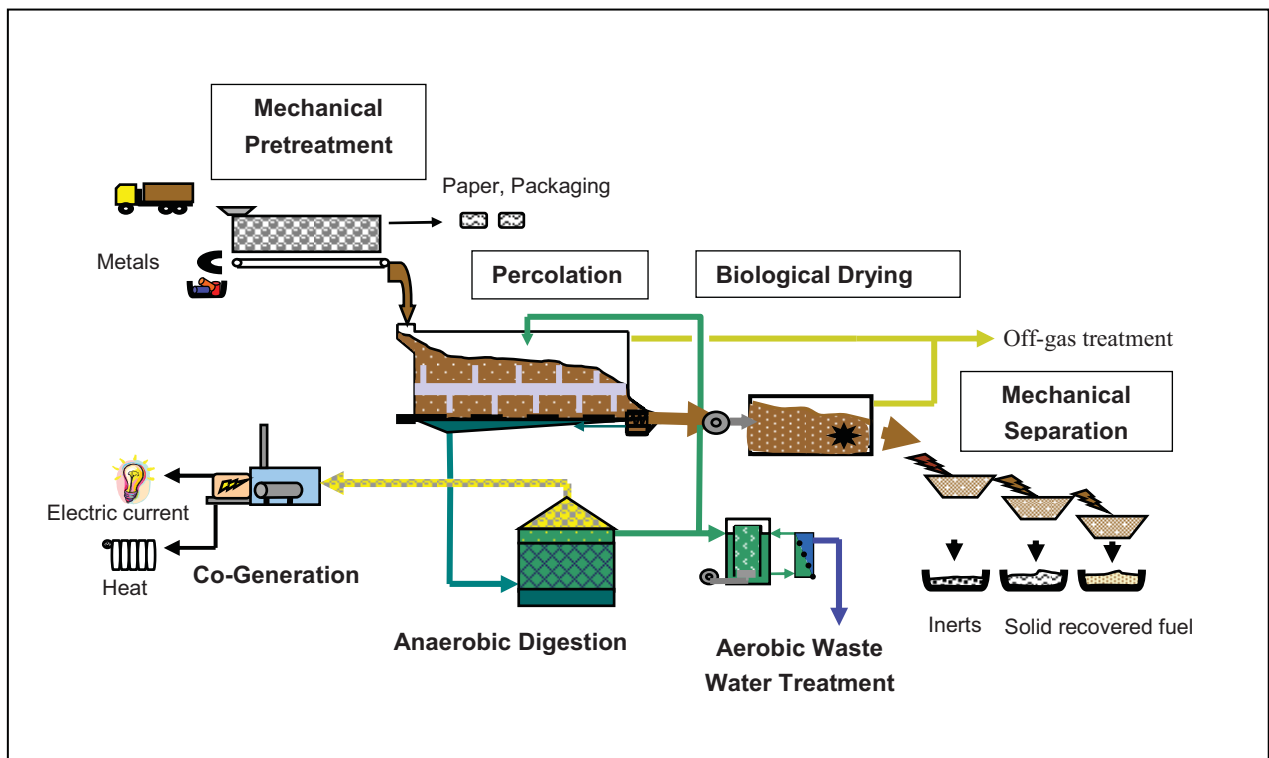 Mechanical
Pretreatment
Paper, Packaging
Metals
Percolation
Biological Drying
Off-gas treatment
Mechanical
Separation
Electric current
Heat
Co-Generation
Anaerobic Digestion
Aerobic Waste
Water Treatment
Inerts
Solid recovered fuel